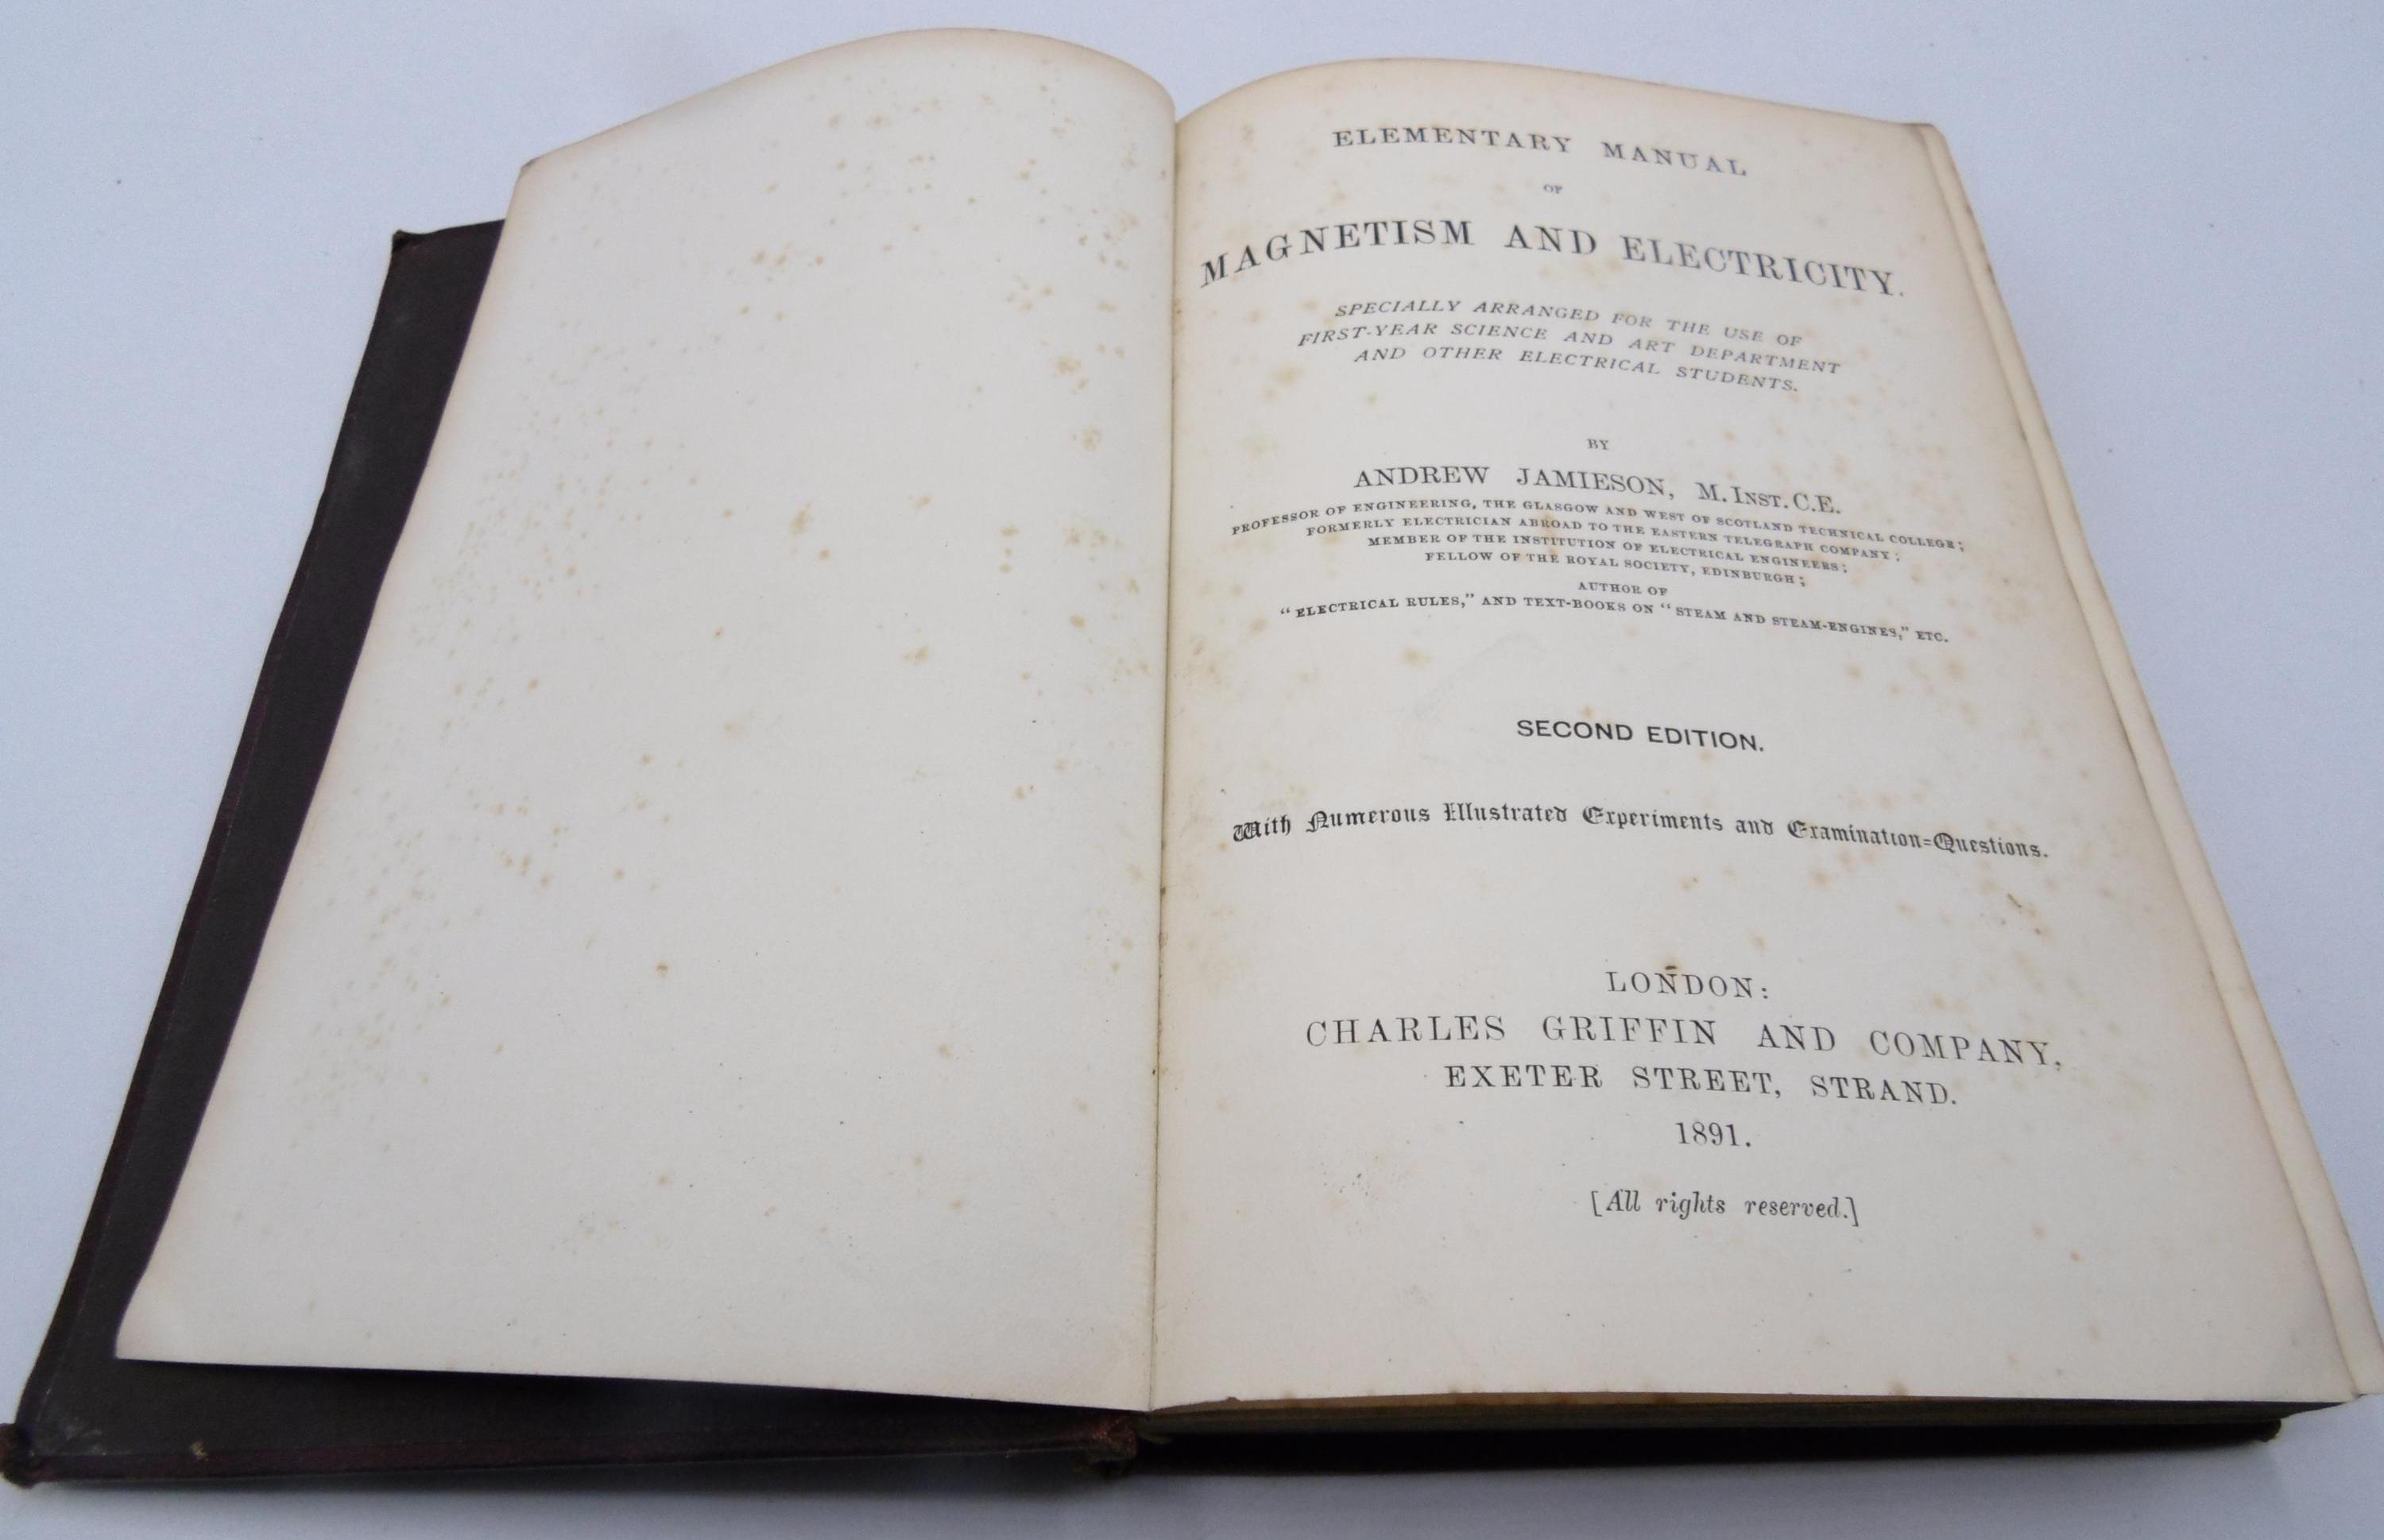 ELEMENTARY MANUAL
OF
MAGNETISM AND ELECTRICITY.
SPECIALLY ARRANGED FOR THE USE OF
FIRST-YEAR SCIENCE AND ART DEPARTMENT
AND OTHER ELECTRICAL STUDENTS.
BY
ANDREW JAMIESON, M. INST. C.E.
PROFESSOR OF ENGINEERING, THE GLASGOW AND WEST OF SCOTLAND TECHNICAL COLLEGE;
FORMERLY ELECTRICIAN ABROAD TO THE EASTERN TELEGRAPH COMPANY;
MEMBER OF THE INSTITUTION OF ELECTRICAL ENGINEERS;
FELLOW OF THE ROYAL SOCIETY, EDINBURGH;
AUTHOR OF
"ELECTRICAL RULES," AND TEXT-BOOKS ON "STEAM AND STEAM-ENGINES," ETC.
SECOND EDITION.
With Numerous Illustrated Experiments and Examination=Questions.
LONDON:
CHARLES GRIFFIN AND COMPANY,
EXETER STREET, STRAND.
1891.
[All rights reserved.]